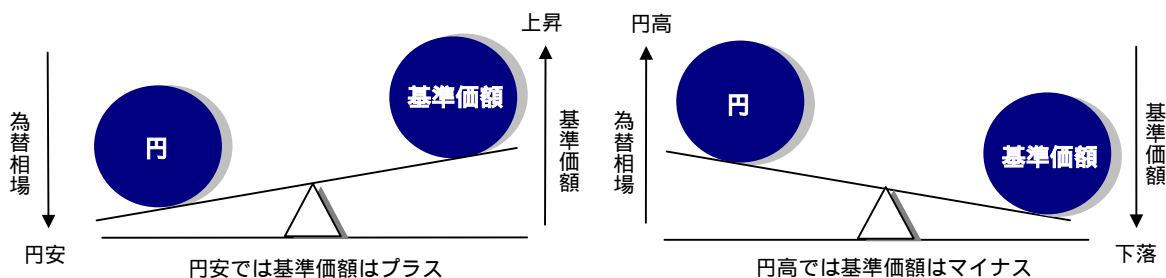 上昇
基準価額
円
為替相場
基準価額
円安
円安では基準価額はプラス
円高
円
基準価額
為替相場
基準価額
下落
円高では基準価額はマイナス